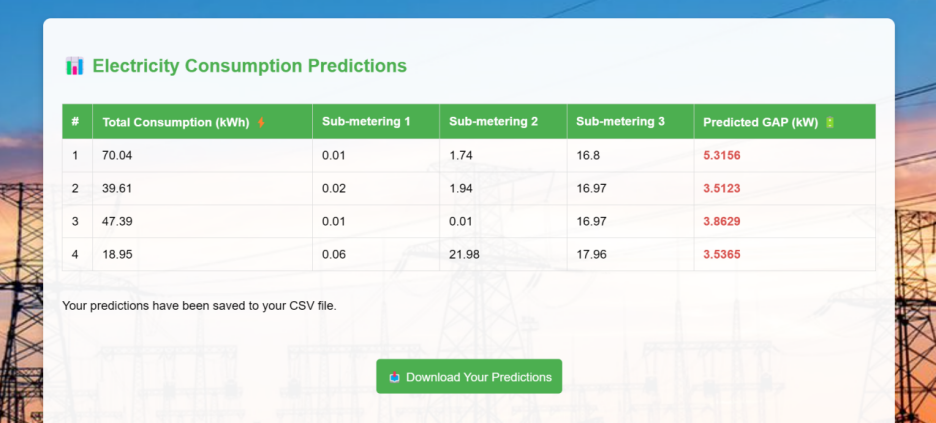 📊 Electricity Consumption Predictions
# Total Consumption (kWh) ⚡ Sub-metering 1 Sub-metering 2 Sub-metering 3 Predicted GAP (kW) 🔋
1 70.04 0.01 1.74 16.8 5.3156
2 39.61 0.02 1.94 16.97 3.5123
3 47.39 0.01 0.01 16.97 3.8629
4 18.95 0.06 21.98 17.96 3.5365
Your predictions have been saved to your CSV file.
📥 Download Your Predictions